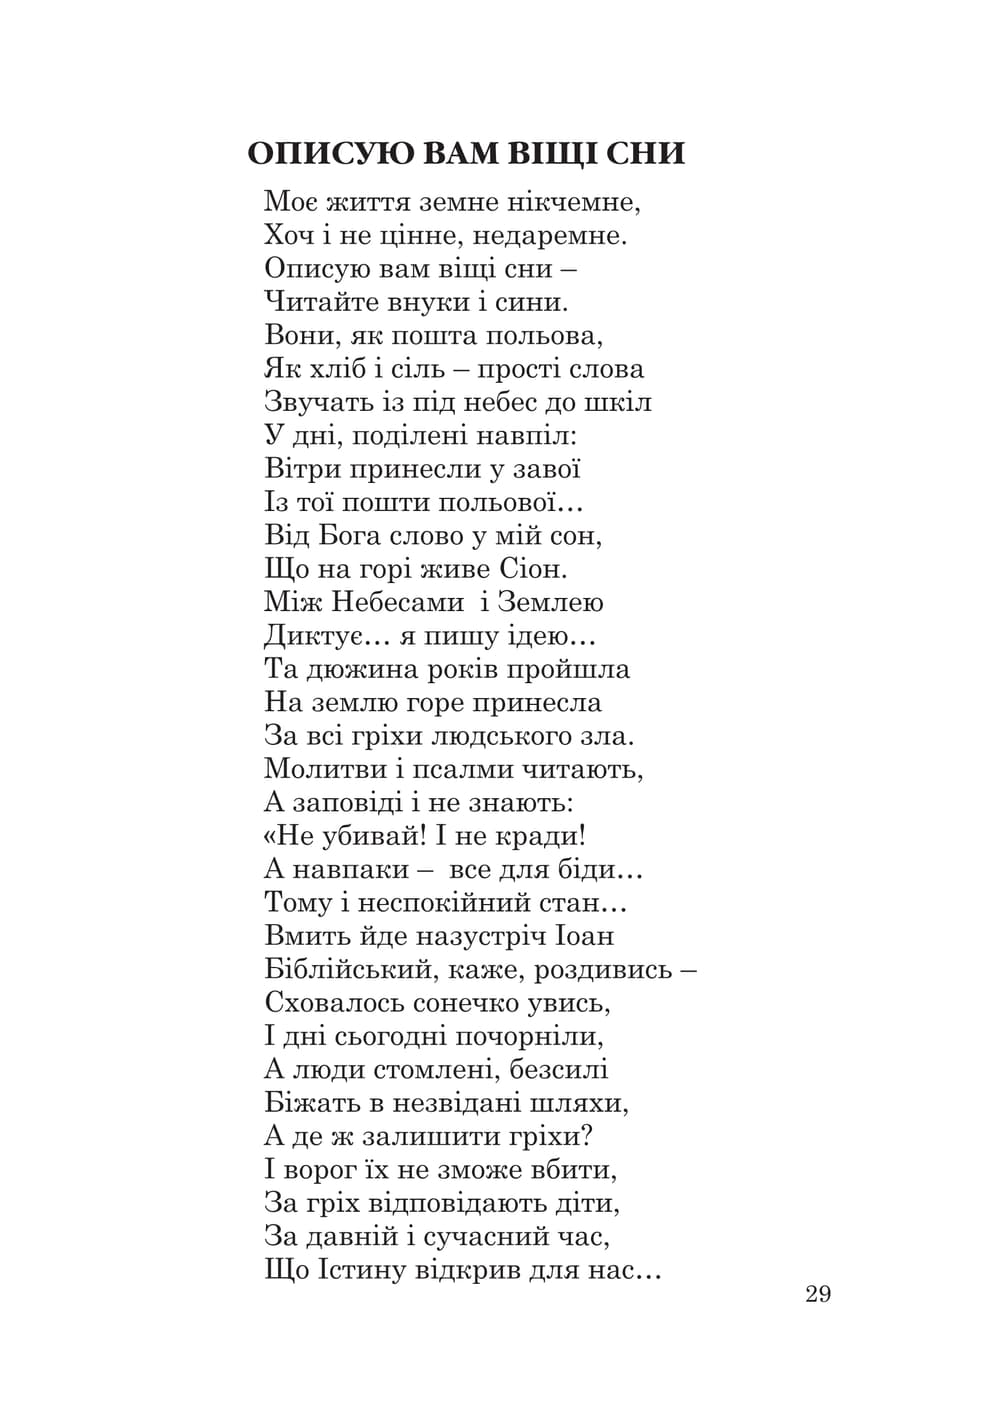 ОПИСУЮ ВАМ ВІЩІ СНИ
Моє життя земне нікчемне,
Хоч і не цінне, недаремне.
Описую вам віщі сни –
Читайте внуки і сини.
Вони, як пошта польова,
Як хліб і сіль – прості слова
Звучать із під небес до шкіл
У дні, поділені навпіл:
Вітри принесли у завої
Із тої пошти польової...
Від Бога слово у мій сон,
Що на горі живе Сіон.
Між Небесами  і Землею
Диктує... я пишу ідею...
Та дюжина років пройшла
На землю горе принесла
За всі гріхи людського зла.
Молитви і псалми читають,
А заповіді і не знають:
«Не убивай! І не кради!
А навпаки –  все для біди...
Тому і неспокійний стан...
Вмить йде назустріч Іоан
Біблійський, каже, роздивись –
Сховалось сонечко увись,
І дні сьогодні почорніли,
А люди стомлені, безсилі
Біжать в незвідані шляхи,
А де ж залишити гріхи?
І ворог їх не зможе вбити,
За гріх відповідають діти,
За давній і сучасний час,
Що Істину відкрив для нас...
29